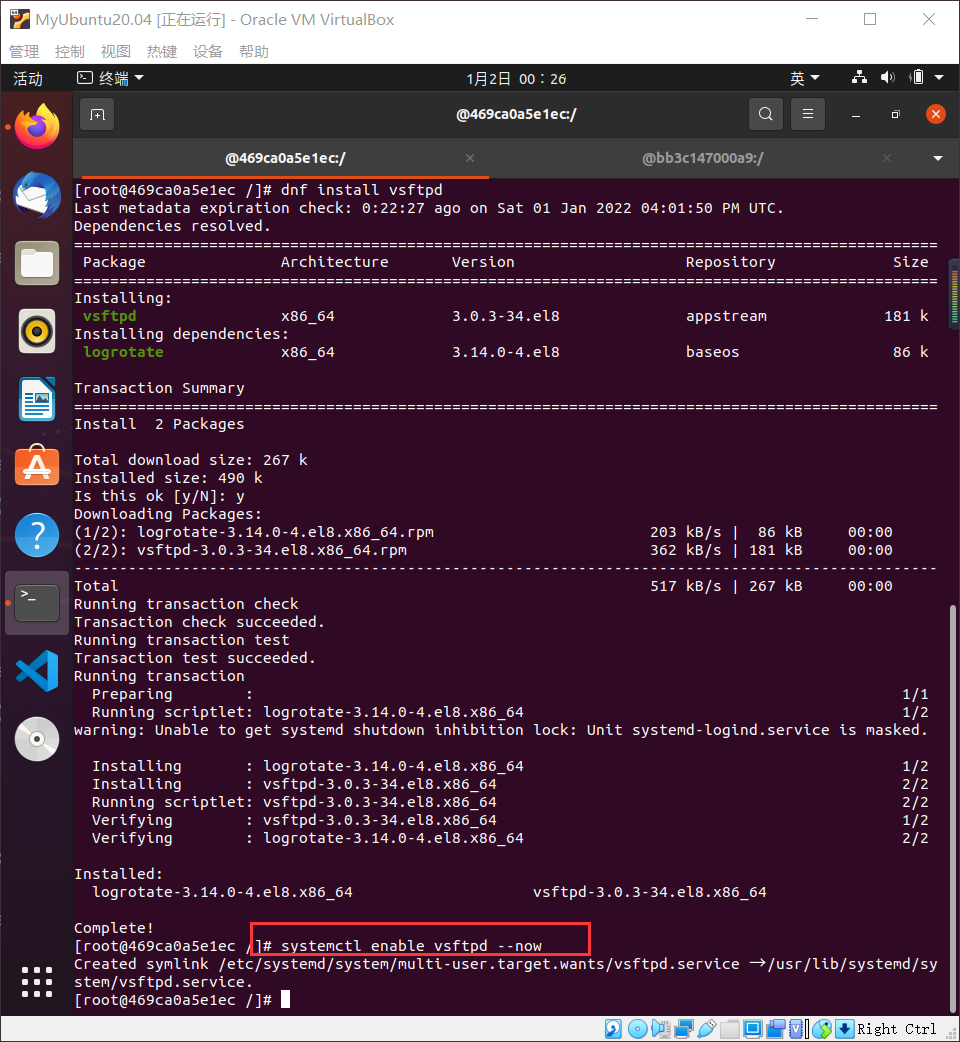 MyUbuntu20.04 [正在运行] - Oracle VM VirtualBox
管理 控制 视图 热键 设备 帮助
活动 终端 1月2日 00：26 英
@469ca0a5e1ec:/
@469ca0a5e1ec:/ @bb3c147000a9:/
[root@469ca0a5e1ec /]# dnf install vsftpd
Last metadata expiration check: 0:22:27 ago on Sat 01 Jan 2022 04:01:50 PM UTC.
Dependencies resolved.
================================================================================================
Package Architecture Version Repository Size
================================================================================================
Installing:
vsftpd x86_64 3.0.3-34.el8 appstream 181 k
Installing dependencies:
logrotate x86_64 3.14.0-4.el8 baseos 86 k
Transaction Summary
================================================================================================
Install  2 Packages
Total download size: 267 k
Installed size: 490 k
Is this ok [y/N]: y
Downloading Packages:
(1/2): logrotate-3.14.0-4.el8.x86_64.rpm 203 kB/s |  86 kB 00:00
(2/2): vsftpd-3.0.3-34.el8.x86_64.rpm 362 kB/s | 181 kB 00:00
------------------------------------------------------------------------------------------------
Total 517 kB/s | 267 kB 00:00
Running transaction check
Transaction check succeeded.
Running transaction test
Transaction test succeeded.
Running transaction
Preparing : 1/1
Running scriptlet: logrotate-3.14.0-4.el8.x86_64 1/2
warning: Unable to get systemd shutdown inhibition lock: Unit systemd-logind.service is masked.
Installing : logrotate-3.14.0-4.el8.x86_64 1/2
Installing : vsftpd-3.0.3-34.el8.x86_64 2/2
Running scriptlet: vsftpd-3.0.3-34.el8.x86_64 2/2
Verifying : vsftpd-3.0.3-34.el8.x86_64 1/2
Verifying : logrotate-3.14.0-4.el8.x86_64 2/2
Installed:
logrotate-3.14.0-4.el8.x86_64 vsftpd-3.0.3-34.el8.x86_64
Complete!
[root@469ca0a5e1ec /]# systemctl enable vsftpd --now
Created symlink /etc/systemd/system/multi-user.target.wants/vsftpd.service →/usr/lib/systemd/sy
stem/vsftpd.service.
[root@469ca0a5e1ec /]#
Right Ctrl